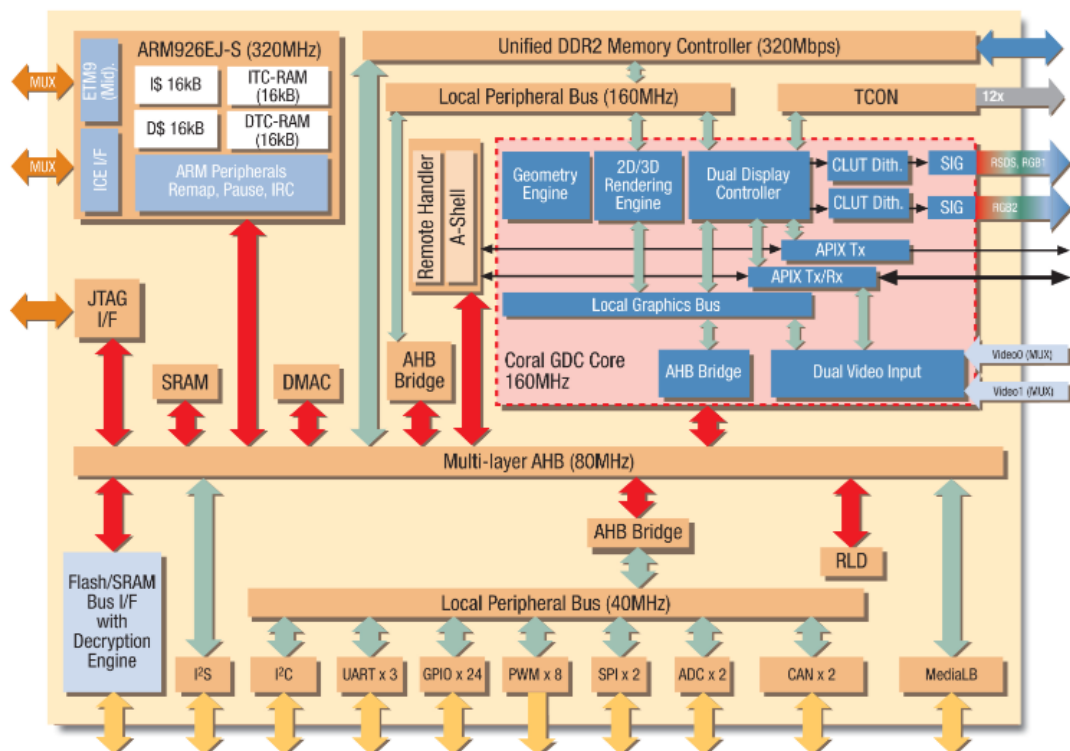 ARM926EJ-S (320MHz)
MUX
ETM9
(Mid).
I$ 16kB
ITC-RAM
(16kB)
D$ 16kB
DTC-RAM
(16kB)
MUX
ICE I/F
ARM Peripherals
Remap, Pause, IRC
Unified DDR2 Memory Controller (320Mbps)
Local Peripheral Bus (160MHz)
TCON
12x
Remote Handler
A-Shell
Geometry
Engine
2D/3D
Rendering
Engine
Dual Display
Controller
CLUT Dith.
SIG
RSDS, RGB1
CLUT Dith.
SIG
RGB2
APIX Tx
APIX Tx/Rx
Local Graphics Bus
Coral GDC Core
160MHz
AHB Bridge
Dual Video Input
Video0 (MUX)
Video1 (MUX)
JTAG
I/F
SRAM
DMAC
AHB
Bridge
Multi-layer AHB (80MHz)
AHB Bridge
RLD
Flash/SRAM
Bus I/F
with
Decryption
Engine
Local Peripheral Bus (40MHz)
I²S
I²C
UART x 3
GPIO x 24
PWM x 8
SPI x 2
ADC x 2
CAN x 2
MediaLB